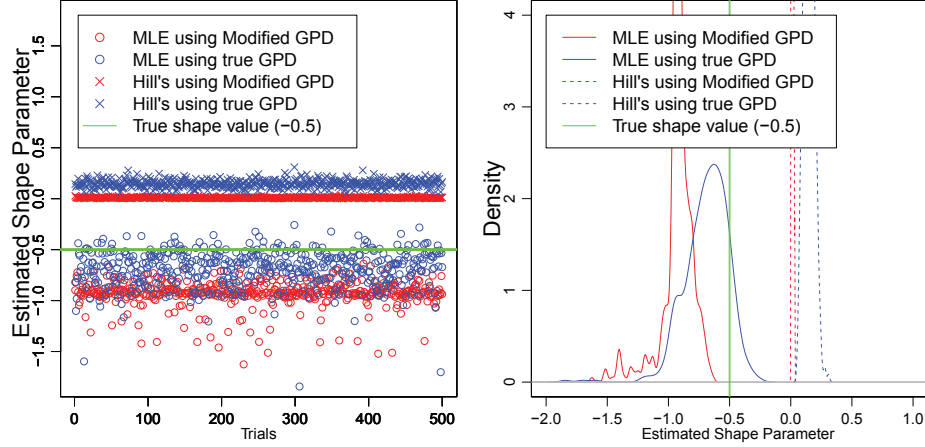 MLE using Modified GPD
MLE using true GPD
Hill's using Modified GPD
Hill's using true GPD
True shape value (−0.5)
Estimated Shape Parameter
1.5
1.0
0.5
0.0
−0.5
−1.0
−1.5
0
100
200
300
400
500
Trials
MLE using Modified GPD
MLE using true GPD
Hill's using Modified GPD
Hill's using true GPD
True shape value (−0.5)
Density
4
3
2
1
0
−2.0
−1.5
−1.0
−0.5
0.0
0.5
1.0
Estimated Shape Parameter